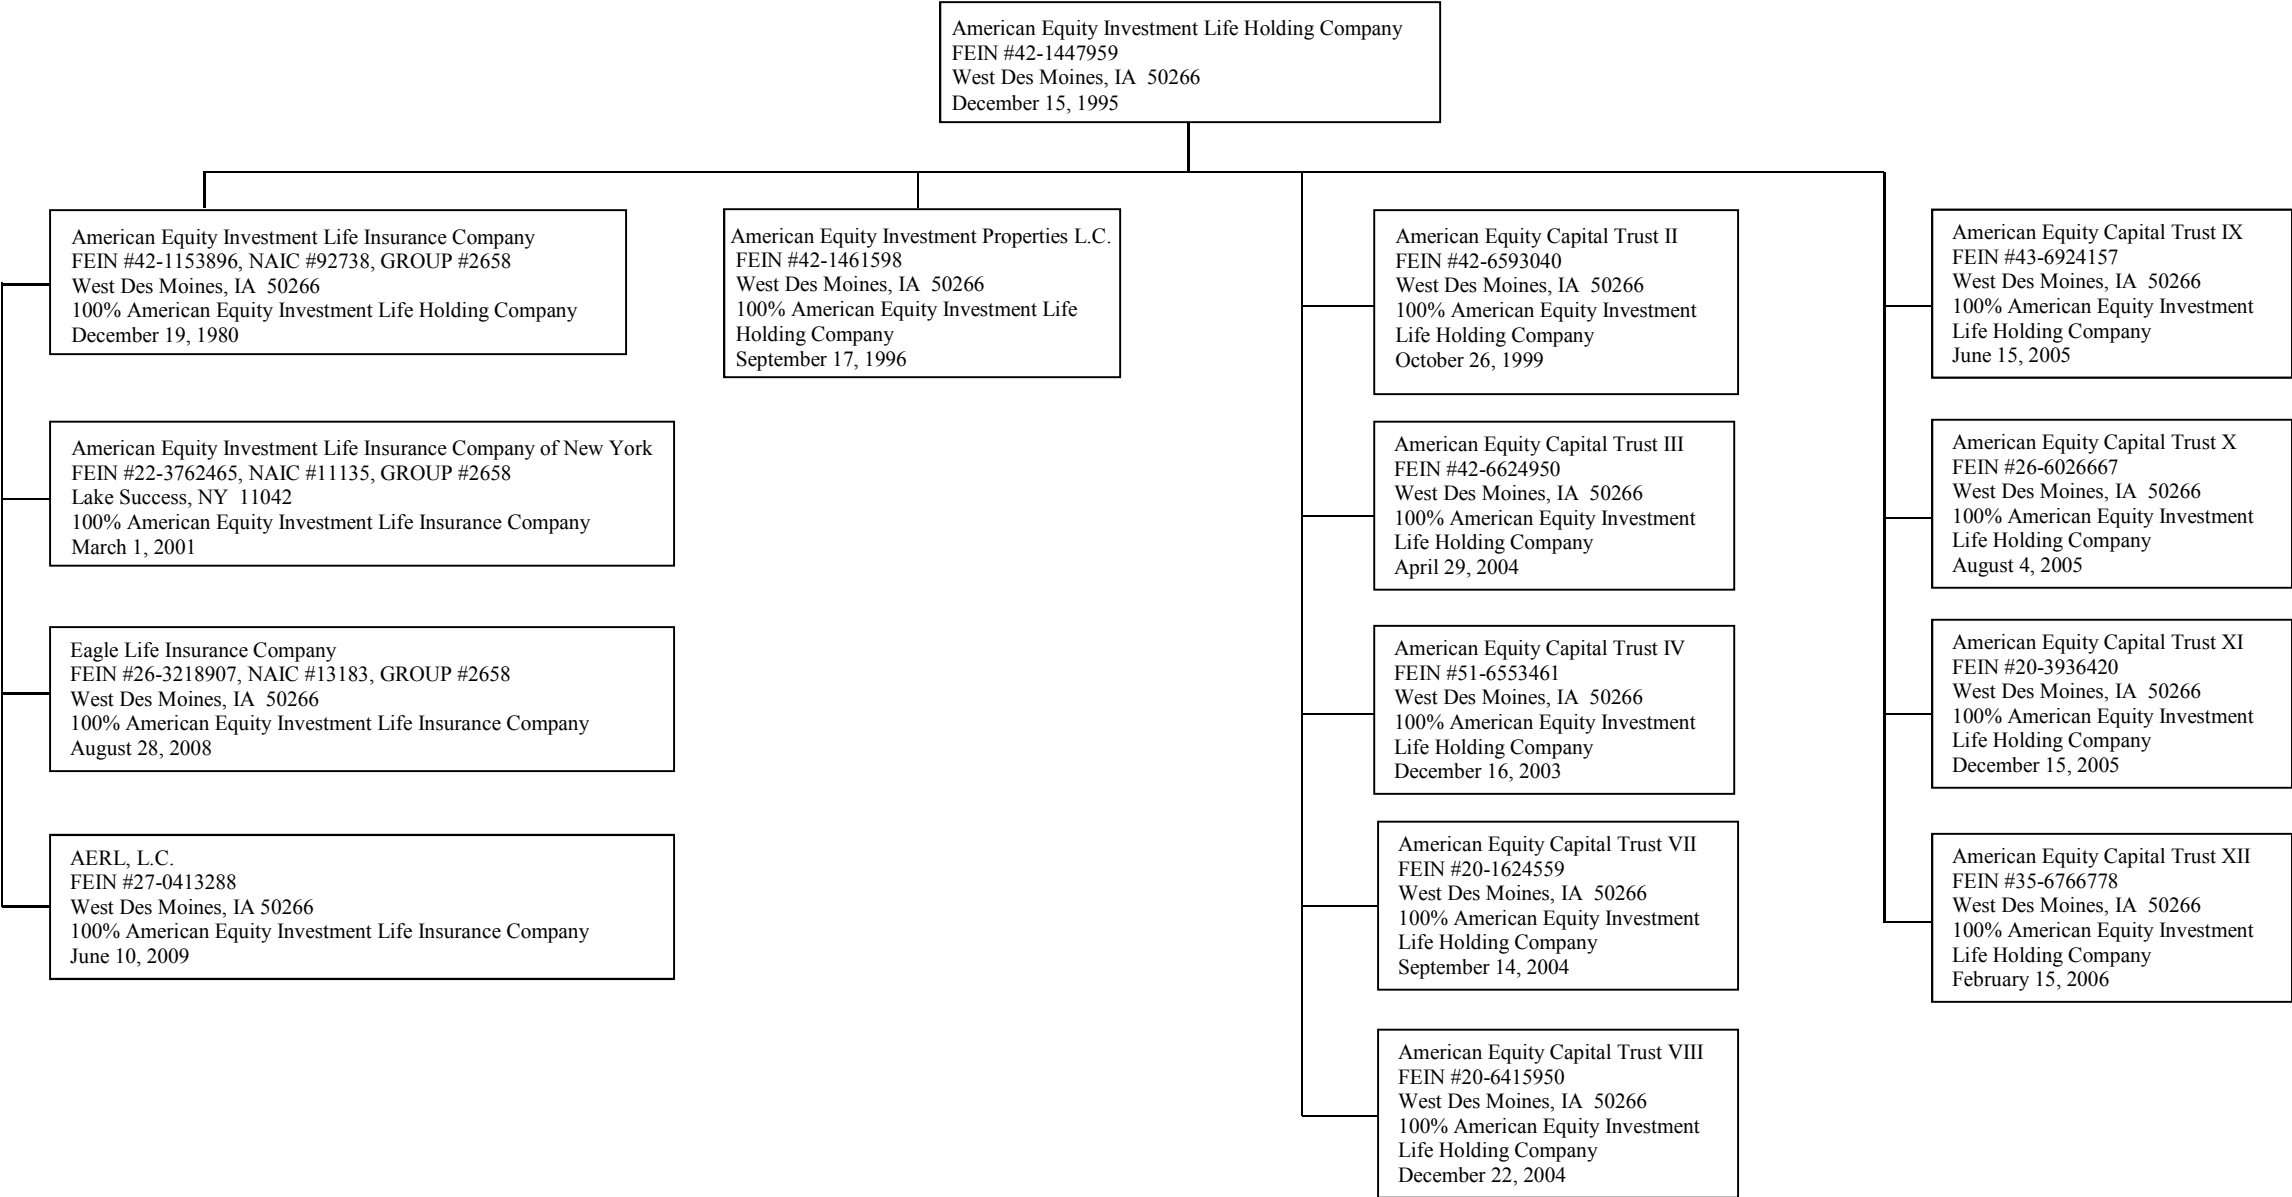 American Equity Investment Life Holding Company
FEIN #42-1447959
West Des Moines, IA  50266
December 15, 1995
American Equity Investment Life Insurance Company
FEIN #42-1153896, NAIC #92738, GROUP #2658
West Des Moines, IA  50266
100% American Equity Investment Life Holding Company
December 19, 1980
American Equity Investment Life Insurance Company of New York
FEIN #22-3762465, NAIC #11135, GROUP #2658
Lake Success, NY  11042
100% American Equity Investment Life Insurance Company
March 1, 2001
Eagle Life Insurance Company
FEIN #26-3218907, NAIC #13183, GROUP #2658
West Des Moines, IA  50266
100% American Equity Investment Life Insurance Company
August 28, 2008
AERL, L.C.
FEIN #27-0413288
West Des Moines, IA 50266
100% American Equity Investment Life Insurance Company
June 10, 2009
American Equity Investment Properties L.C.
FEIN #42-1461598
West Des Moines, IA  50266
100% American Equity Investment Life
Holding Company
September 17, 1996
American Equity Capital Trust II
FEIN #42-6593040
West Des Moines, IA  50266
100% American Equity Investment
Life Holding Company
October 26, 1999
American Equity Capital Trust III
FEIN #42-6624950
West Des Moines, IA  50266
100% American Equity Investment
Life Holding Company
April 29, 2004
American Equity Capital Trust IV
FEIN #51-6553461
West Des Moines, IA  50266
100% American Equity Investment
Life Holding Company
December 16, 2003
American Equity Capital Trust VII
FEIN #20-1624559
West Des Moines, IA  50266
100% American Equity Investment
Life Holding Company
September 14, 2004
American Equity Capital Trust VIII
FEIN #20-6415950
West Des Moines, IA  50266
100% American Equity Investment
Life Holding Company
December 22, 2004
American Equity Capital Trust IX
FEIN #43-6924157
West Des Moines, IA  50266
100% American Equity Investment
Life Holding Company
June 15, 2005
American Equity Capital Trust X
FEIN #26-6026667
West Des Moines, IA  50266
100% American Equity Investment
Life Holding Company
August 4, 2005
American Equity Capital Trust XI
FEIN #20-3936420
West Des Moines, IA  50266
100% American Equity Investment
Life Holding Company
December 15, 2005
American Equity Capital Trust XII
FEIN #35-6766778
West Des Moines, IA  50266
100% American Equity Investment
Life Holding Company
February 15, 2006